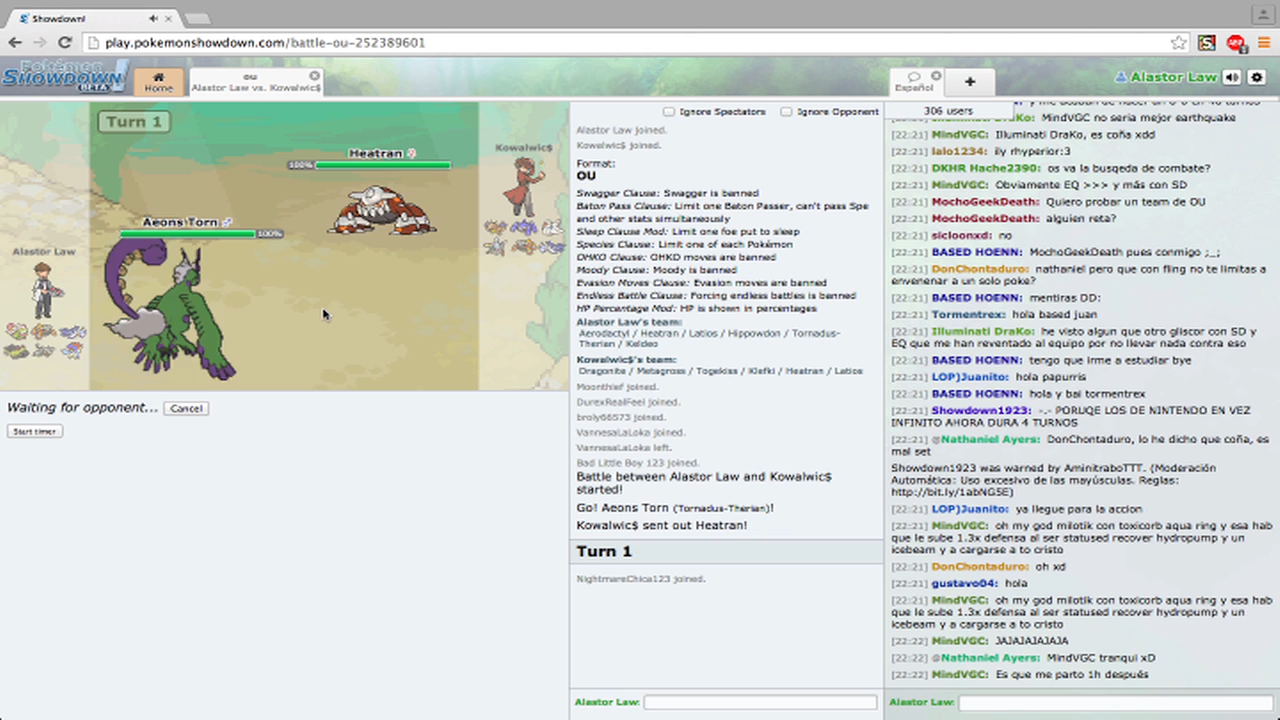 Showdown!
play.pokemonshowdown.com/battle-ou-252389601
Pokémon
SHOWDOWN!
BETA
Home
ou
Alastor Law vs. Kowalwic$
Español
+
Alastor Law
Turn 1
Heatran
100%
Kowalwic$
Aeons Torn
100%
Alastor Law
Waiting for opponent... Cancel
Start timer
Ignore Spectators Ignore Opponent
Alastor Law joined.
Kowalwic$ joined.
Format:
OU
Swagger Clause: Swagger is banned
Baton Pass Clause: Limit one Baton Passer, can't pass Spe
and other stats simultaneously
Sleep Clause Mod: Limit one foe put to sleep
Species Clause: Limit one of each Pokémon
OHKO Clause: OHKO moves are banned
Moody Clause: Moody is banned
Evasion Moves Clause: Evasion moves are banned
Endless Battle Clause: Forcing endless battles is banned
HP Percentage Mod: HP is shown in percentages
Alastor Law's team:
Aerodactyl / Heatran / Latios / Hippowdon / Tornadus-
Therian / Keldeo
Kowalwic$'s team:
Dragonite / Metagross / Togekiss / Klefki / Heatran / Latios
Moonthief joined.
DurexRealFeel joined.
broly66573 joined.
VannesaLaLoka joined.
VannesaLaLoka left.
Bad Little Boy 123 joined.
Battle between Alastor Law and Kowalwic$
started!
Go! Aeons Torn (Tornadus-Therian)!
Kowalwic$ sent out Heatran!
Turn 1
NightmareChica123 joined.
Alastor Law:
306 users
MindVGC no seria mejor earthquake
[22:21] MindVGC: Illuminati DraKo, es coña xdd
[22:21] lalo1234: ily rhyperior:3
[22:21] DKHR Hache2390: os va la busqeda de combate?
[22:21] MindVGC: Obviamente EQ >>> y más con SD
[22:21] MochoGeekDeath: Quiero probar un team de OU
[22:21] MochoGeekDeath: alguien reta?
[22:21] sicloonxd: no
[22:21] BASED HOENN: MochoGeekDeath pues conmigo ;_;
[22:21] DonChontaduro: nathaniel pero que con fling no te limitas a
envenenar a un solo poke?
[22:21] BASED HOENN: mentiras DD:
[22:21] Tormentrex: hola based juan
[22:21] Illuminati DraKo: he visto algun que otro gliscor con SD y
EQ que me han reventado al equipo por no llevar nada contra eso
[22:21] BASED HOENN: tengo que irme a estudiar bye
[22:21] LOP)Juanito: hola papurris
[22:21] BASED HOENN: hola y bai tormentrex
[22:21] Showdown1923: -.- PORUQE LOS DE NINTENDO EN VEZ
INFINITO AHORA DURA 4 TURNOS
[22:21] @Nathaniel Ayers: DonChontaduro, lo he dicho que coña, es
mal set
Showdown1923 was warned by AminitraboTTT. (Moderación
Automática: Uso excesivo de las mayúsculas. Reglas:
http://bit.ly/1abNG5E)
[22:21] LOP)Juanito: ya llegue para la accion
[22:21] MindVGC: oh my god milotik con toxicorb aqua ring y esa hab
que le sube 1.3x defensa al ser statused recover hydropump y un
icebeam y a cargarse a to cristo
[22:21] DonChontaduro: oh xd
[22:21] gustavo04: hola
[22:21] MindVGC: oh my god milotik con toxicorb aqua ring y esa hab
que le sube 1.3x defensa al ser statused recover hydropump y un
icebeam y a cargarse a to cristo
[22:22] MindVGC: JAJAJAJAJAJA
[22:22] @Nathaniel Ayers: MindVGC tranqui xD
[22:22] MindVGC: Es que me parto 1h después
Alastor Law: